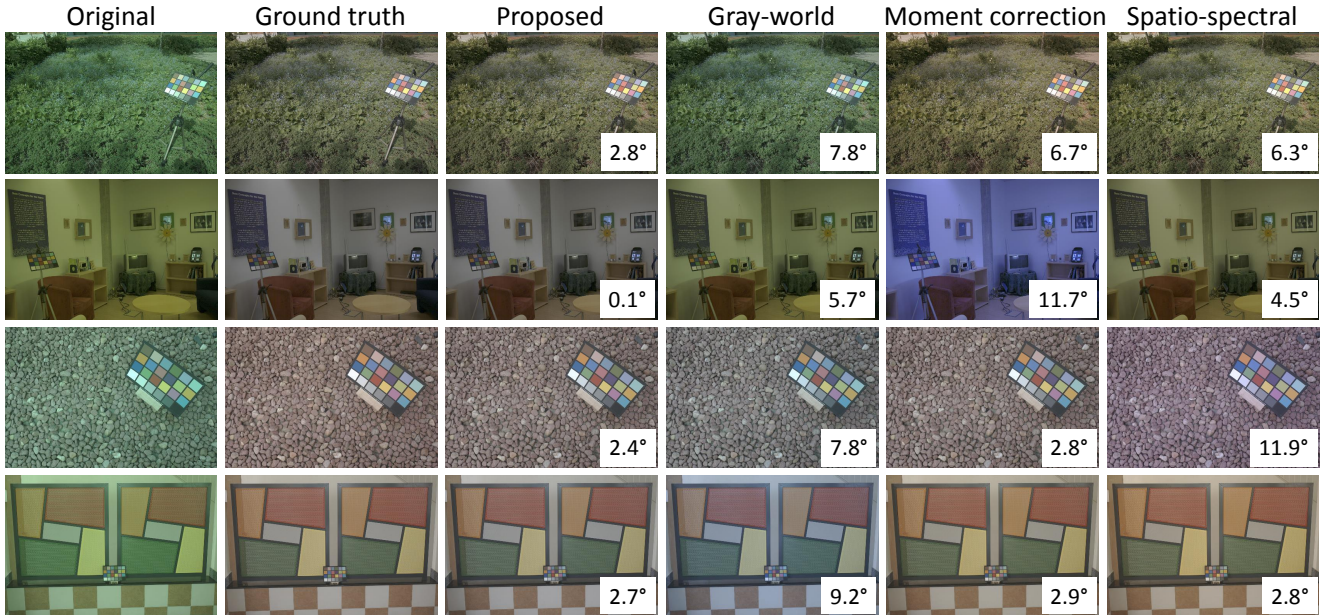 Original Ground truth Proposed Gray-world Moment correction Spatio-spectral
2.8° 7.8° 6.7° 6.3°
0.1° 5.7° 11.7° 4.5°
2.4° 7.8° 2.8° 11.9°
2.7° 9.2° 2.9° 2.8°